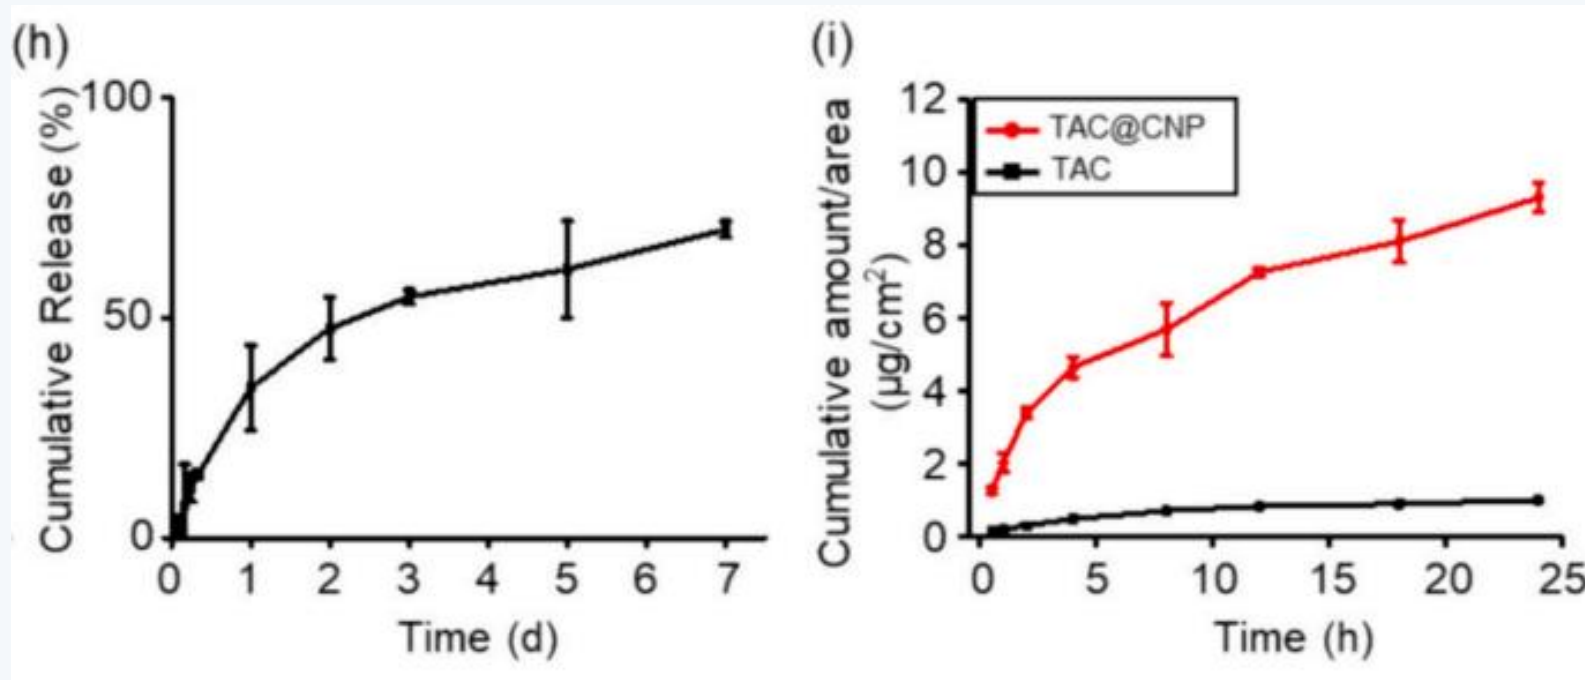 (h)
Cumulative Release (%)
100
50
0
0 1 2 3 4 5 6 7
Time (d)
(i)
Cumulative amount/area
(µg/cm²)
12
10
8
6
4
2
0
TAC@CNP
TAC
0 5 10 15 20 25
Time (h)